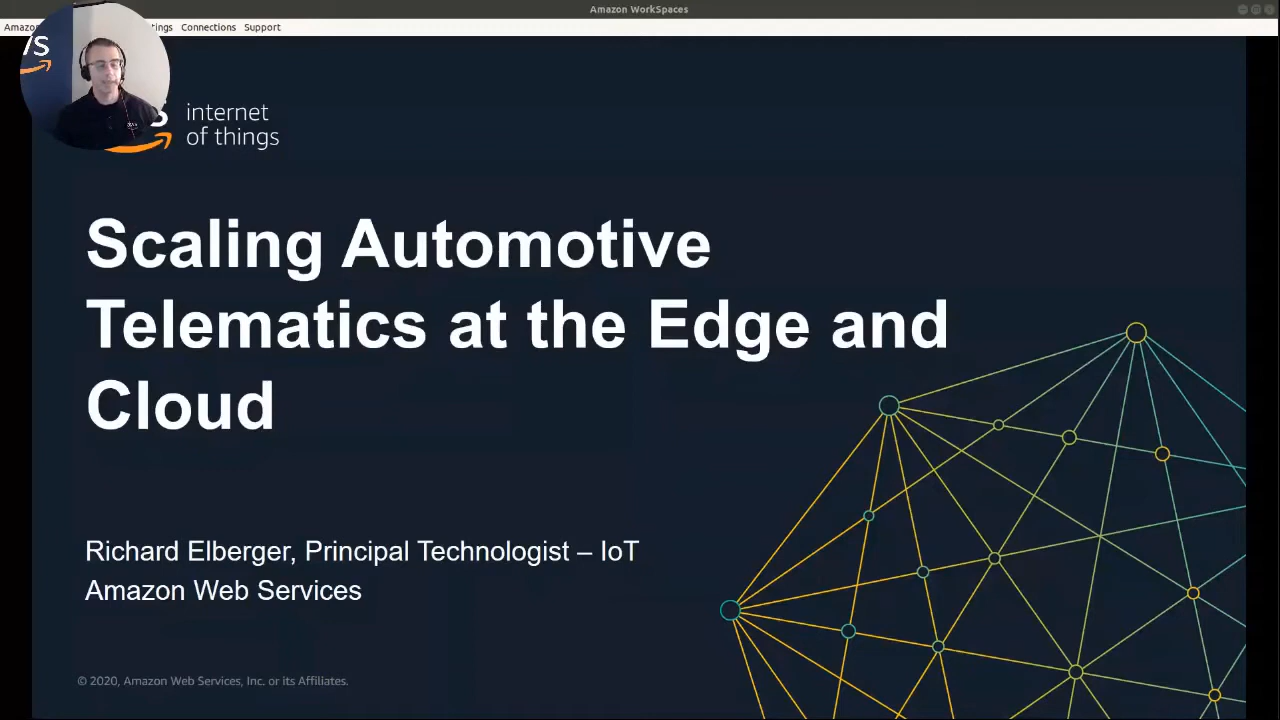 Amazon WorkSpaces
Connections Support
internet
of things
Scaling Automotive
Telematics at the Edge and
Cloud
Richard Elberger, Principal Technologist – IoT
Amazon Web Services
© 2020, Amazon Web Services, Inc. or its Affiliates.